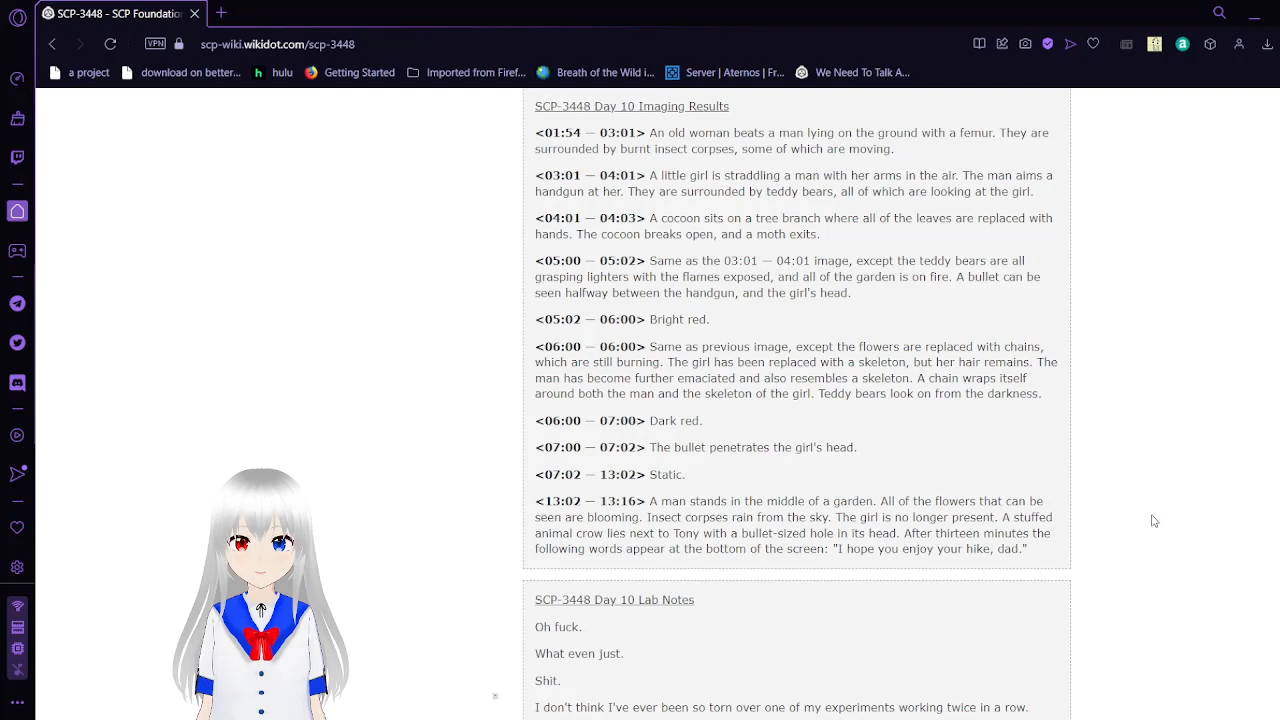 SCP-3448 - SCP Foundation
VPN
scp-wiki.wikidot.com/scp-3448
a project
download on better...
h hulu
Getting Started
Imported from Firef...
Breath of the Wild i...
Server | Aternos | Fr...
We Need To Talk A...
SCP-3448 Day 10 Imaging Results
<01:54 — 03:01> An old woman beats a man lying on the ground with a femur. They are
surrounded by burnt insect corpses, some of which are moving.
<03:01 — 04:01> A little girl is straddling a man with her arms in the air. The man aims a
handgun at her. They are surrounded by teddy bears, all of which are looking at the girl.
<04:01 — 04:03> A cocoon sits on a tree branch where all of the leaves are replaced with
hands. The cocoon breaks open, and a moth exits.
<05:00 — 05:02> Same as the 03:01 — 04:01 image, except the teddy bears are all
grasping lighters with the flames exposed, and all of the garden is on fire. A bullet can be
seen halfway between the handgun, and the girl's head.
<05:02 — 06:00> Bright red.
<06:00 — 06:00> Same as previous image, except the flowers are replaced with chains,
which are still burning. The girl has been replaced with a skeleton, but her hair remains. The
man has become further emaciated and also resembles a skeleton. A chain wraps itself
around both the man and the skeleton of the girl. Teddy bears look on from the darkness.
<06:00 — 07:00> Dark red.
<07:00 — 07:02> The bullet penetrates the girl's head.
<07:02 — 13:02> Static.
<13:02 — 13:16> A man stands in the middle of a garden. All of the flowers that can be
seen are blooming. Insect corpses rain from the sky. The girl is no longer present. A stuffed
animal crow lies next to Tony with a bullet-sized hole in its head. After thirteen minutes the
following words appear at the bottom of the screen: "I hope you enjoy your hike, dad."
SCP-3448 Day 10 Lab Notes
Oh fuck.
What even just.
Shit.
I don't think I've ever been so torn over one of my experiments working twice in a row.